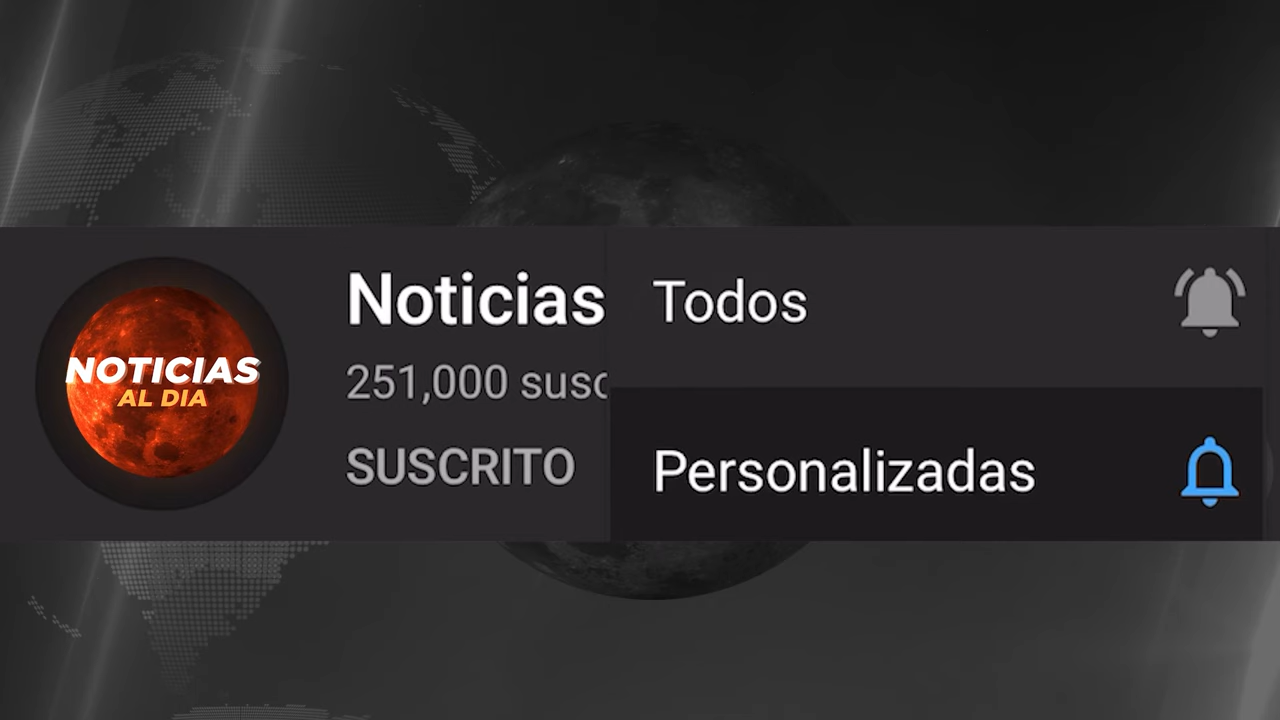 NOTICIAS
AL DIA
Noticias
251,000 susc
SUSCRITO
Todos
Personalizadas